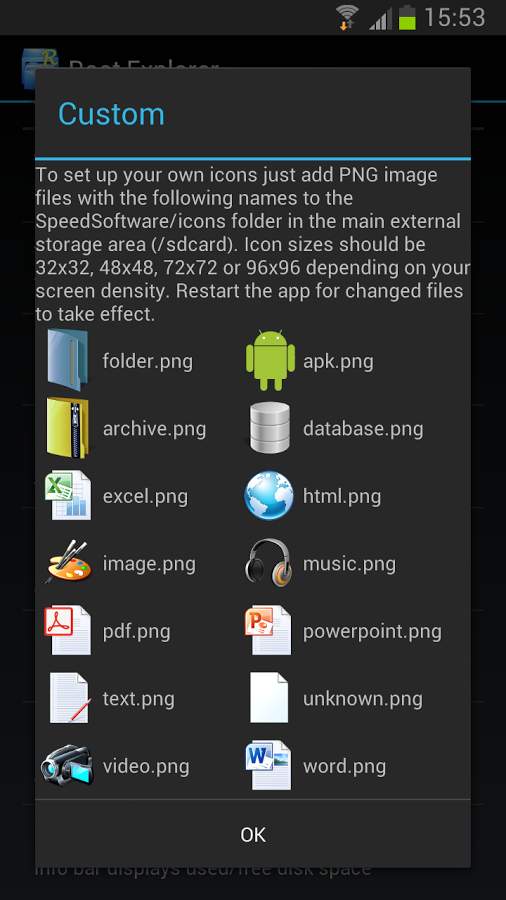 15:53
Root Explorer
Custom
To set up your own icons just add PNG image
files with the following names to the
SpeedSoftware/icons folder in the main external
storage area (/sdcard). Icon sizes should be
32x32, 48x48, 72x72 or 96x96 depending on your
screen density. Restart the app for changed files
to take effect.
folder.png
apk.png
archive.png
database.png
excel.png
html.png
image.png
music.png
pdf.png
powerpoint.png
text.png
unknown.png
video.png
word.png
OK
Info bar displays used/free disk space